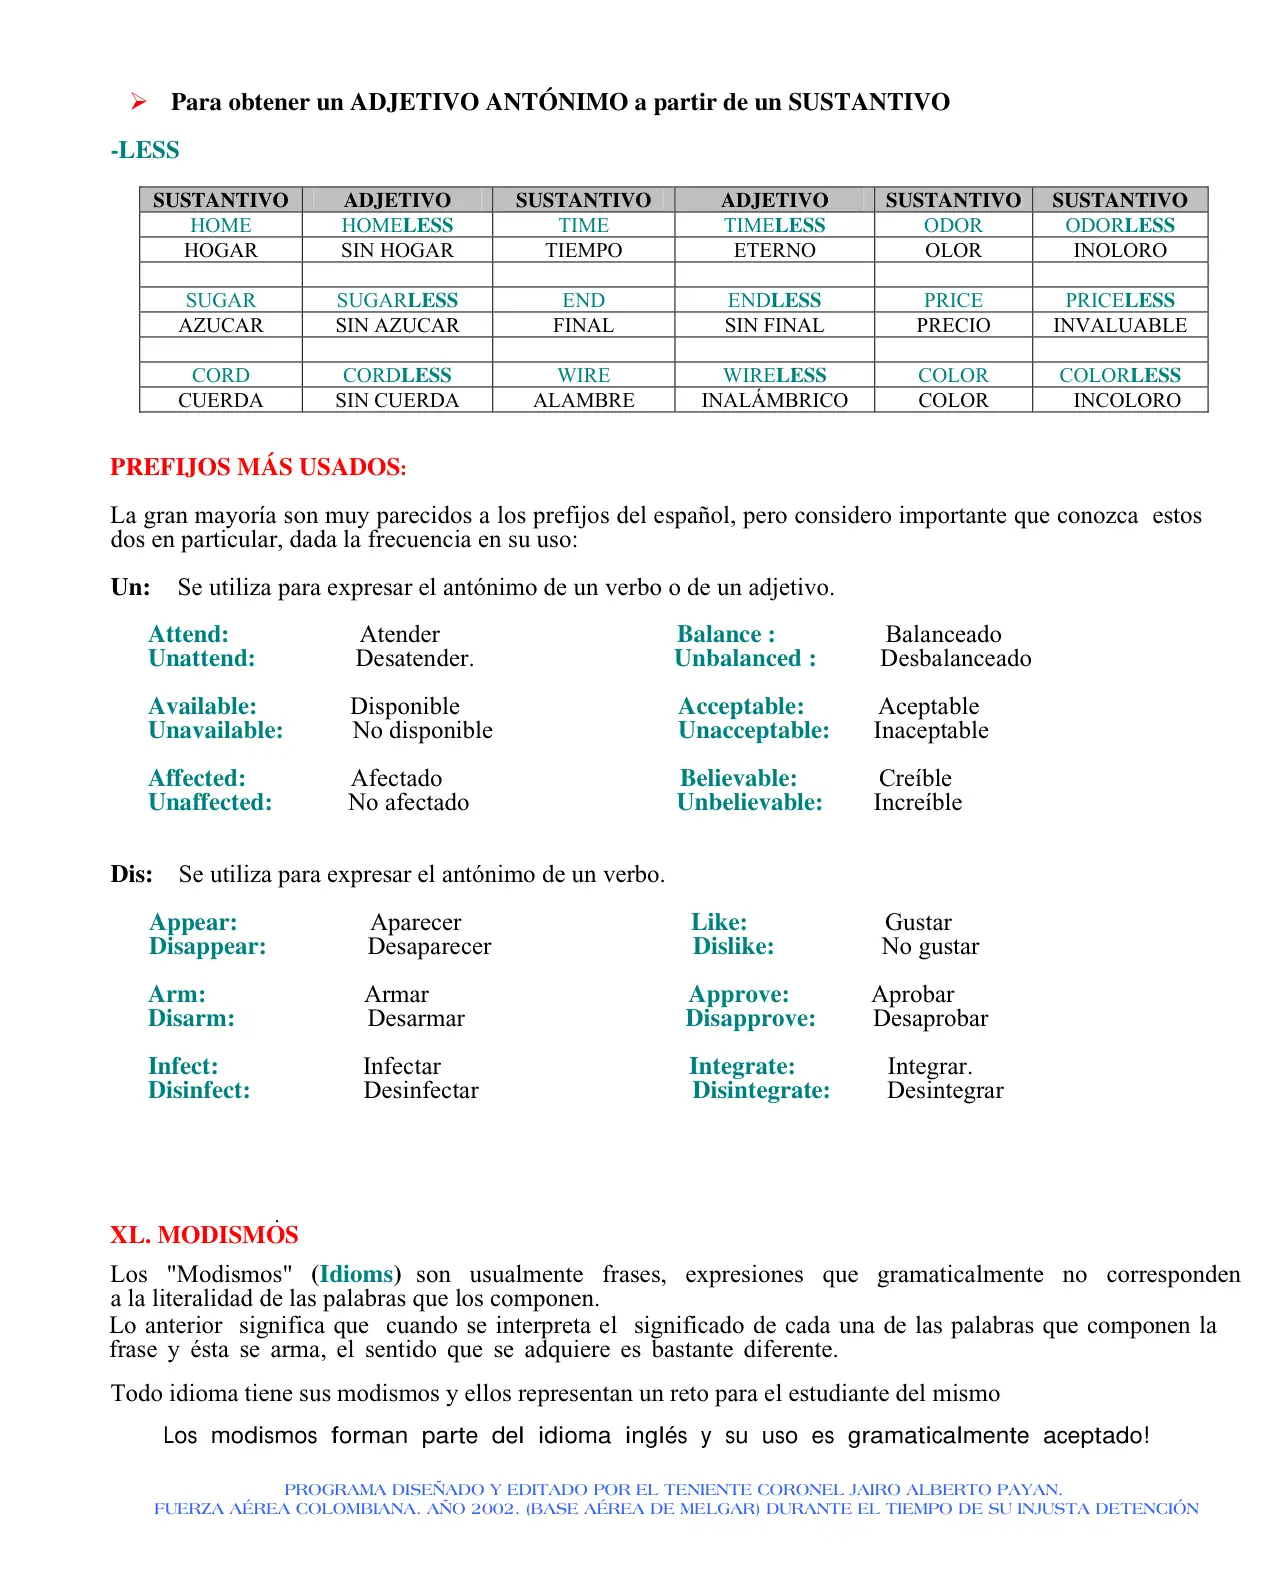 ➢ Para obtener un ADJETIVO ANTÓNIMO a partir de un SUSTANTIVO
-LESS
SUSTANTIVO ADJETIVO SUSTANTIVO ADJETIVO SUSTANTIVO SUSTANTIVO
HOME HOMELESS TIME TIMELESS ODOR ODORLESS
HOGAR SIN HOGAR TIEMPO ETERNO OLOR INOLORO
SUGAR SUGARLESS END ENDLESS PRICE PRICELESS
AZUCAR SIN AZUCAR FINAL SIN FINAL PRECIO INVALUABLE
CORD CORDLESS WIRE WIRELESS COLOR COLORLESS
CUERDA SIN CUERDA ALAMBRE INALÁMBRICO COLOR INCOLORO
PREFIJOS MÁS USADOS:
La gran mayoría son muy parecidos a los prefijos del español, pero considero importante que conozca estos
dos en particular, dada la frecuencia en su uso:
Un: Se utiliza para expresar el antónimo de un verbo o de un adjetivo.
Attend: Atender Balance : Balanceado
Unattend: Desatender. Unbalanced : Desbalanceado
Available: Disponible Acceptable: Aceptable
Unavailable: No disponible Unacceptable: Inaceptable
Affected: Afectado Believable: Creíble
Unaffected: No afectado Unbelievable: Increíble
Dis: Se utiliza para expresar el antónimo de un verbo.
Appear: Aparecer Like: Gustar
Disappear: Desaparecer Dislike: No gustar
Arm: Armar Approve: Aprobar
Disarm: Desarmar Disapprove: Desaprobar
Infect: Infectar Integrate: Integrar.
Disinfect: Desinfectar Disintegrate: Desintegrar
XL. MODISMOS
Los "Modismos" (Idioms) son usualmente frases, expresiones que gramaticalmente no corresponden
a la literalidad de las palabras que los componen.
Lo anterior significa que cuando se interpreta el significado de cada una de las palabras que componen la
frase y ésta se arma, el sentido que se adquiere es bastante diferente.
Todo idioma tiene sus modismos y ellos representan un reto para el estudiante del mismo
Los modismos forman parte del idioma inglés y su uso es gramaticalmente aceptado!
PROGRAMA DISEÑADO Y EDITADO POR EL TENIENTE CORONEL JAIRO ALBERTO PAYAN.
FUERZA AÉREA COLOMBIANA. AÑO 2002. (BASE AÉREA DE MELGAR) DURANTE EL TIEMPO DE SU INJUSTA DETENCIÓN